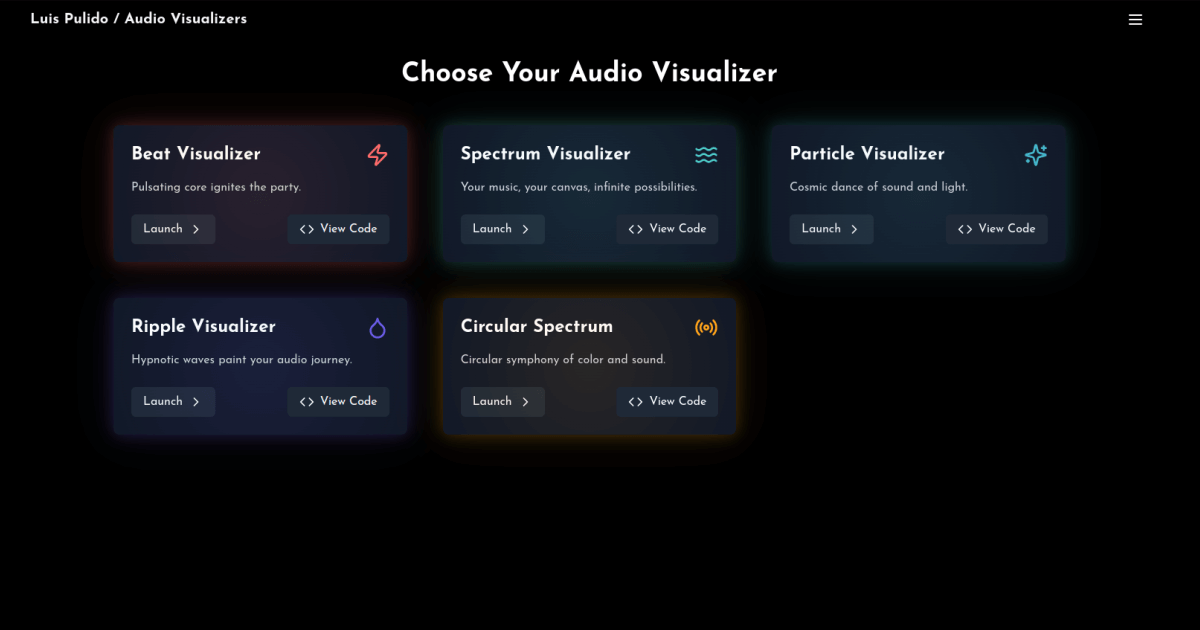 Luis Pulido / Audio Visualizers
Choose Your Audio Visualizer
Beat Visualizer
Pulsating core ignites the party.
Launch
View Code
Spectrum Visualizer
Your music, your canvas, infinite possibilities.
Launch
View Code
Particle Visualizer
Cosmic dance of sound and light.
Launch
View Code
Ripple Visualizer
Hypnotic waves paint your audio journey.
Launch
View Code
Circular Spectrum
Circular symphony of color and sound.
Launch
View Code